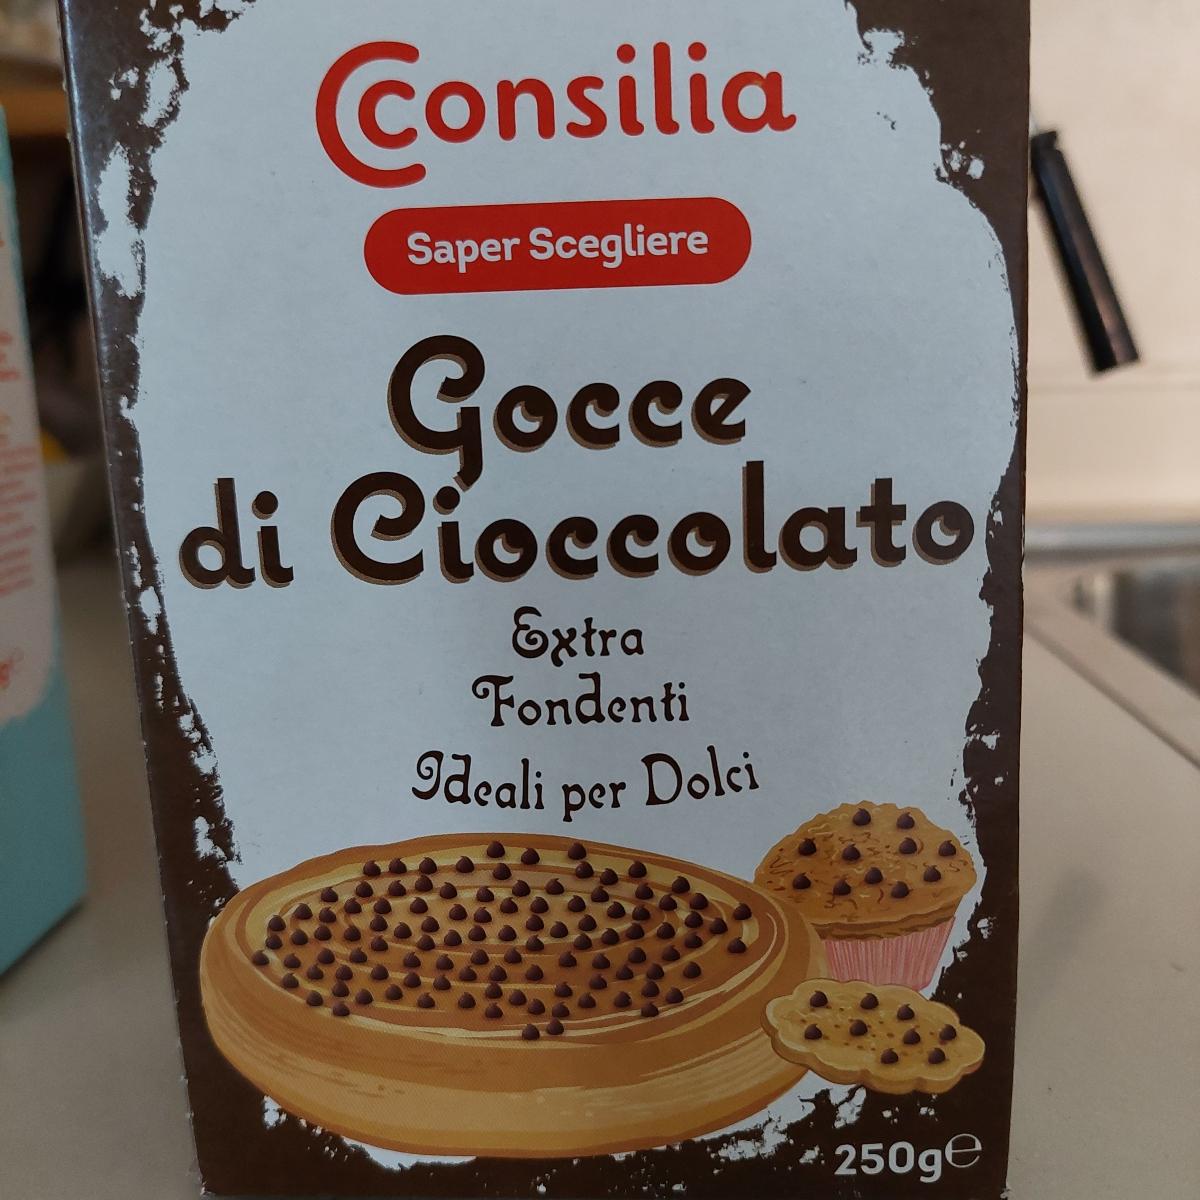 Consilia
Saper Scegliere
Gocce
di Cioccolato
Extra
Fondenti
Ideali per Dolci
250g℮